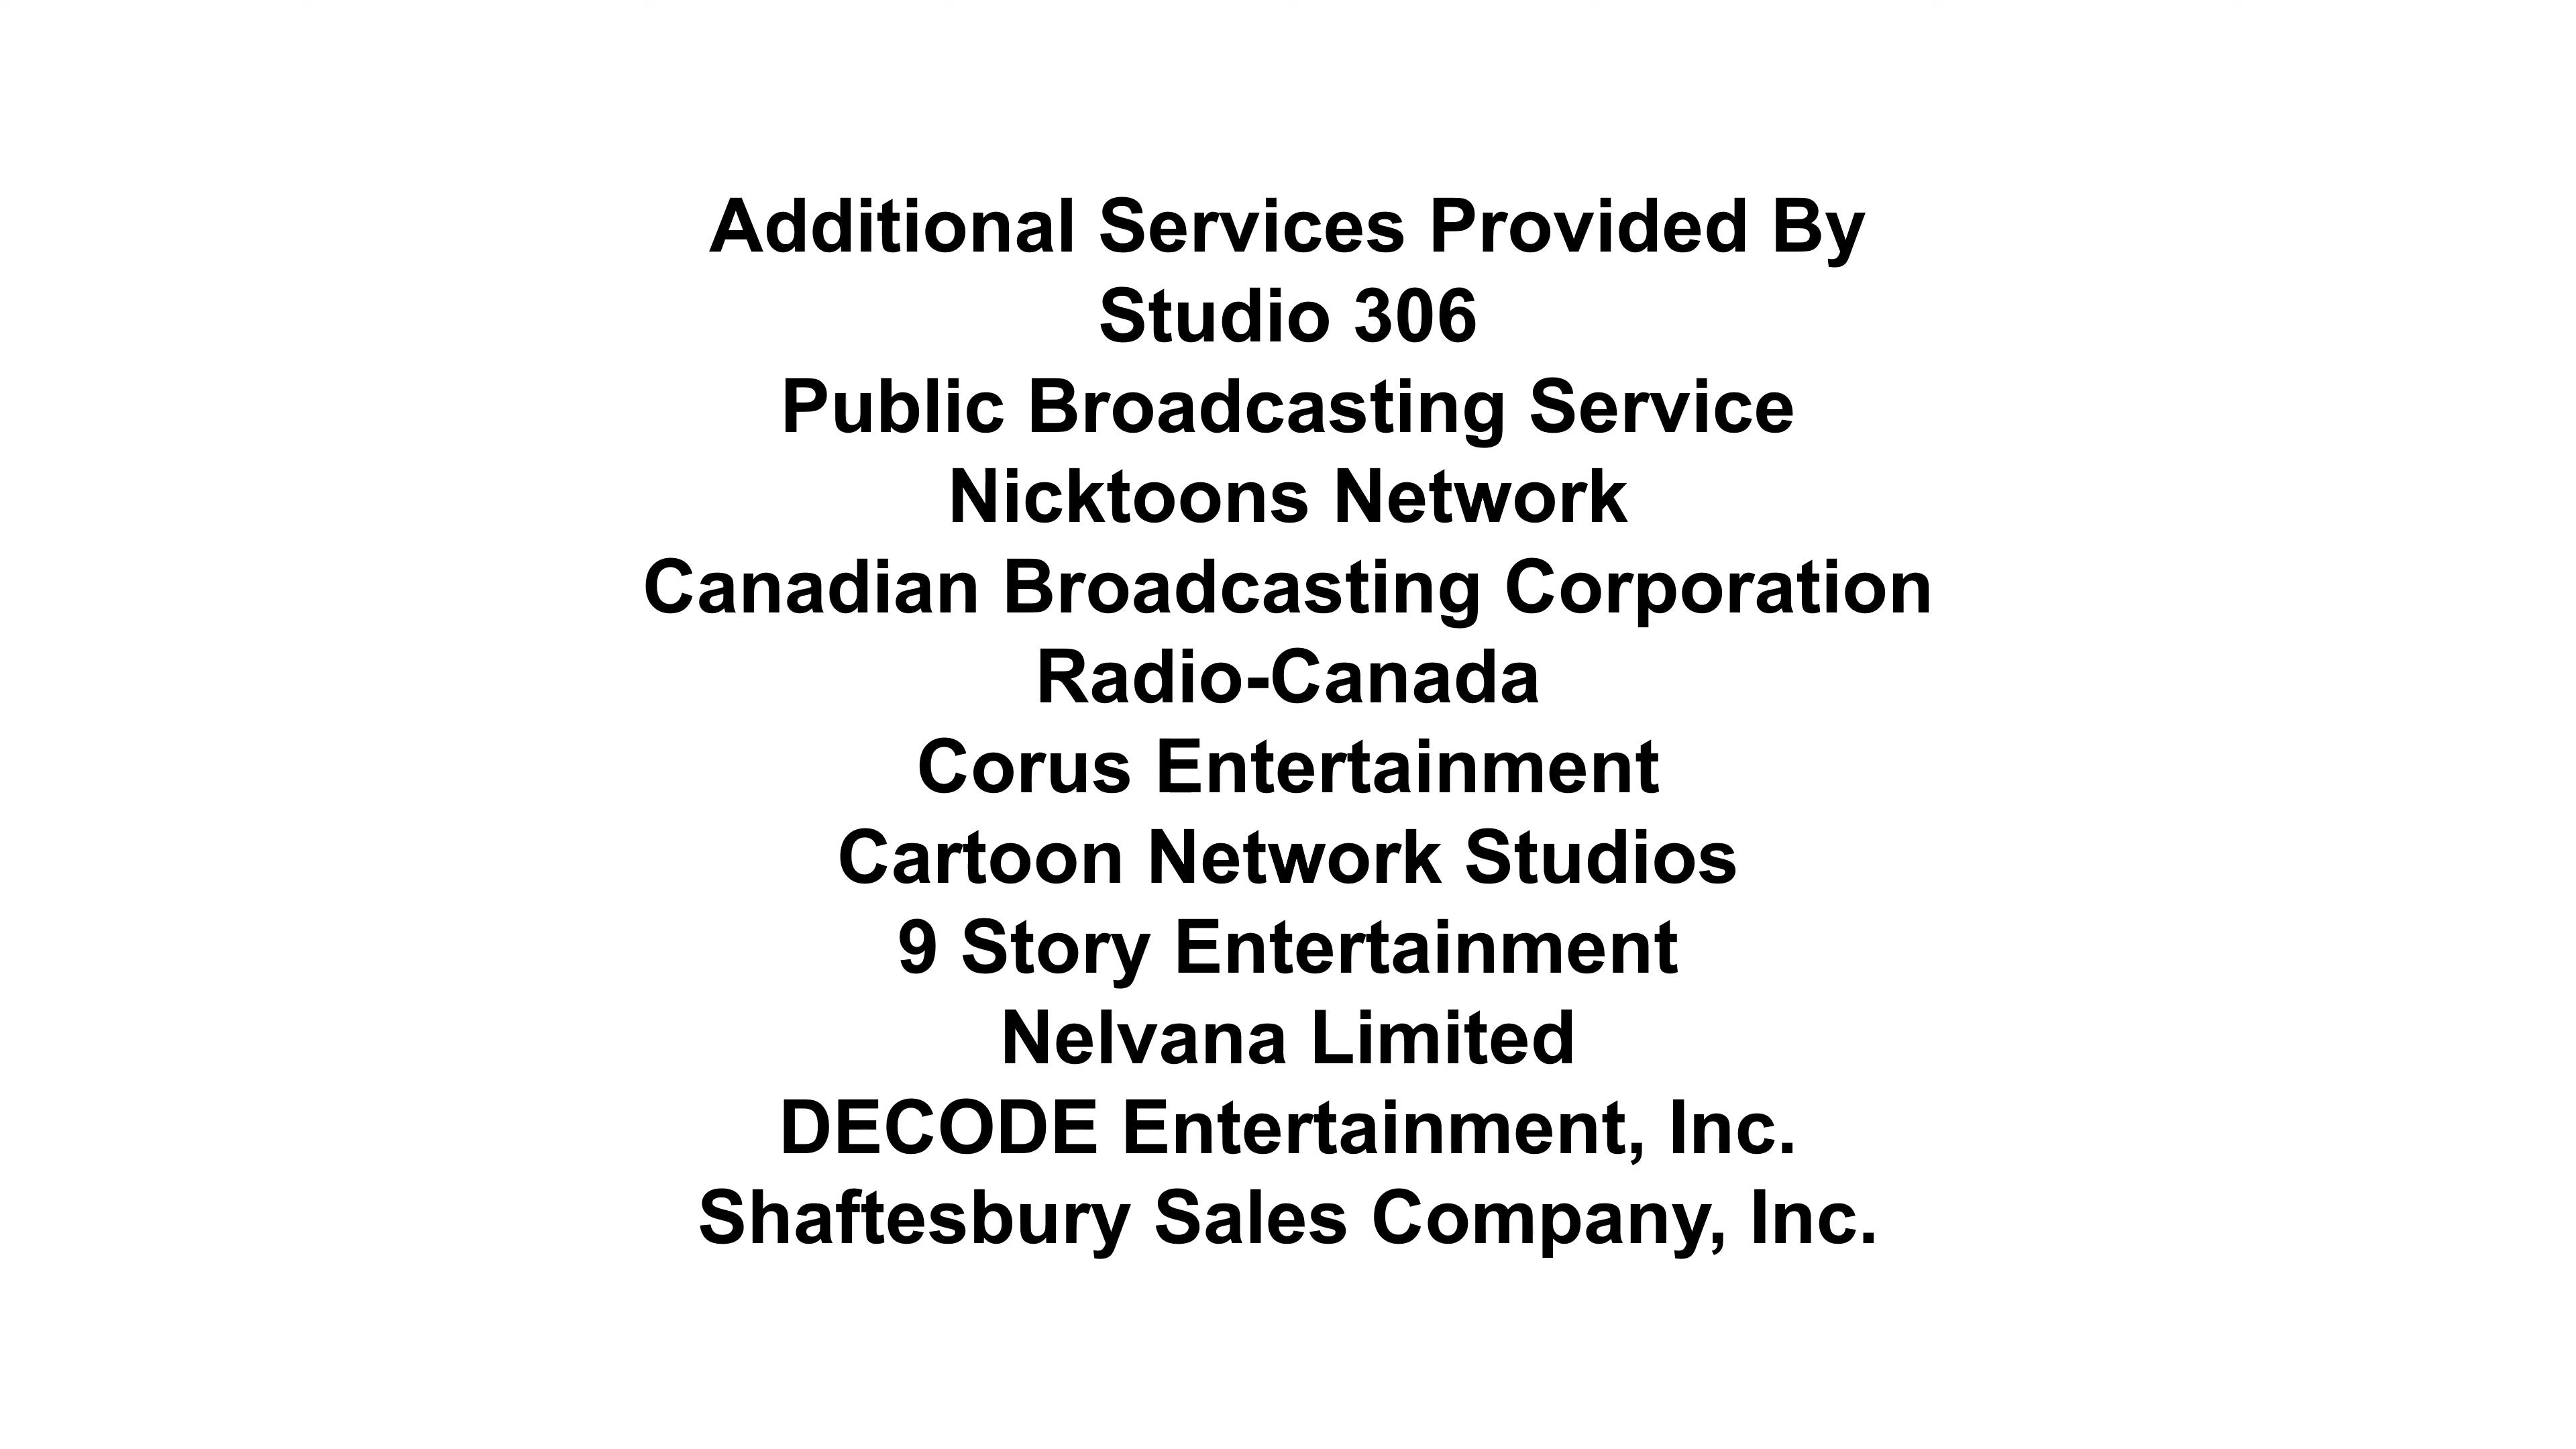 Additional Services Provided By
Studio 306
Public Broadcasting Service
Nicktoons Network
Canadian Broadcasting Corporation
Radio-Canada
Corus Entertainment
Cartoon Network Studios
9 Story Entertainment
Nelvana Limited
DECODE Entertainment, Inc.
Shaftesbury Sales Company, Inc.